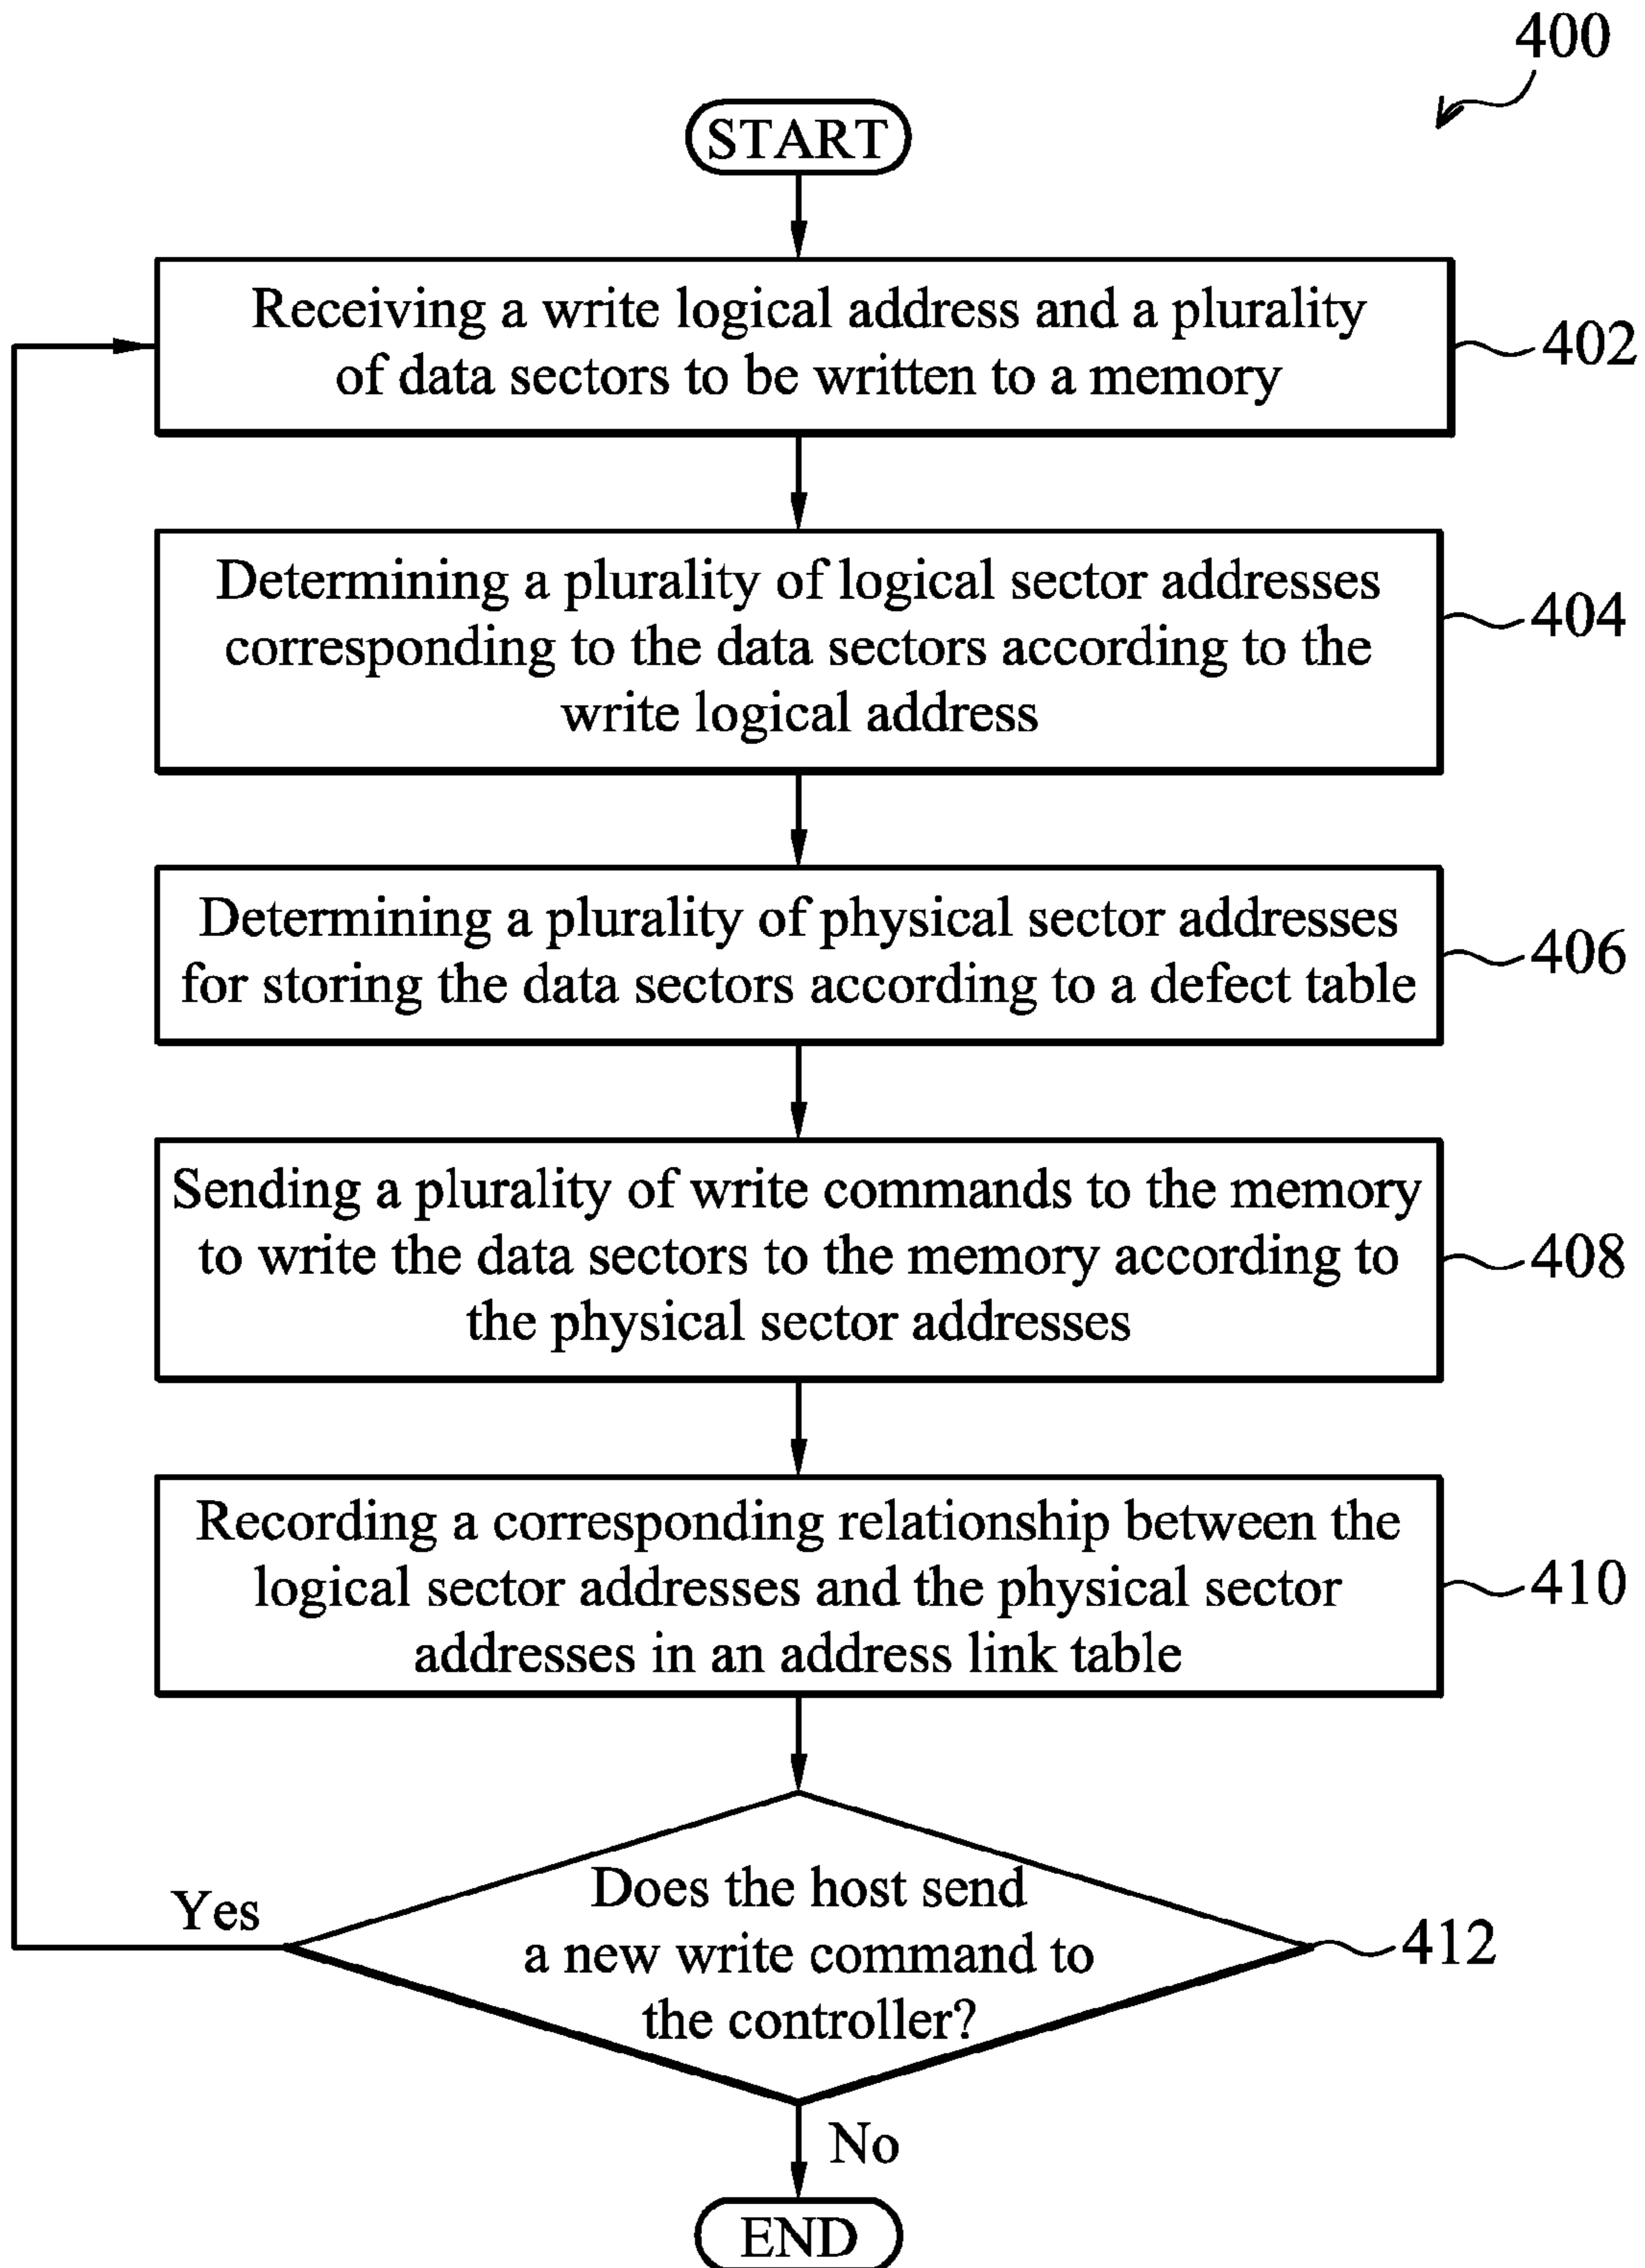 400
START
Receiving a write logical address and a plurality
of data sectors to be written to a memory
402
Determining a plurality of logical sector addresses
corresponding to the data sectors according to the
write logical address
404
Determining a plurality of physical sector addresses
for storing the data sectors according to a defect table
406
Sending a plurality of write commands to the memory
to write the data sectors to the memory according to
the physical sector addresses
408
Recording a corresponding relationship between the
logical sector addresses and the physical sector
addresses in an address link table
410
Yes
Does the host send
a new write command to
the controller?
412
No
END